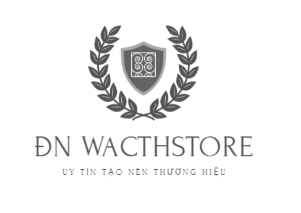 ĐN WACTHSTORE
UY TÍN TẠO NÊN THƯƠNG HIỆU